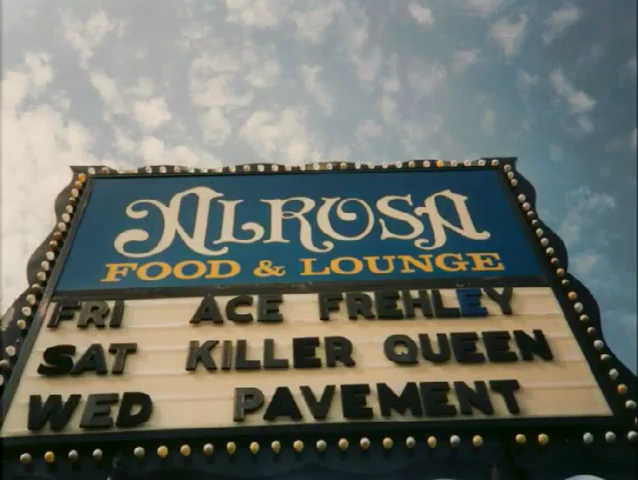 ALROSA
FOOD & LOUNGE
FRI ACE FREHLEY
SAT KILLER QUEEN
WED PAVEMENT